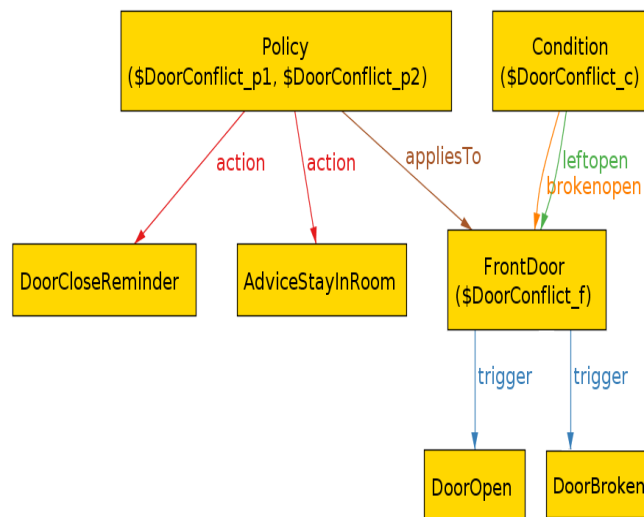 Policy
($DoorConflict_p1, $DoorConflict_p2)
Condition
($DoorConflict_c)
action
action
appliesTo
leftopen
brokenopen
DoorCloseReminder
AdviceStayInRoom
FrontDoor
($DoorConflict_f)
trigger
trigger
DoorOpen
DoorBroken